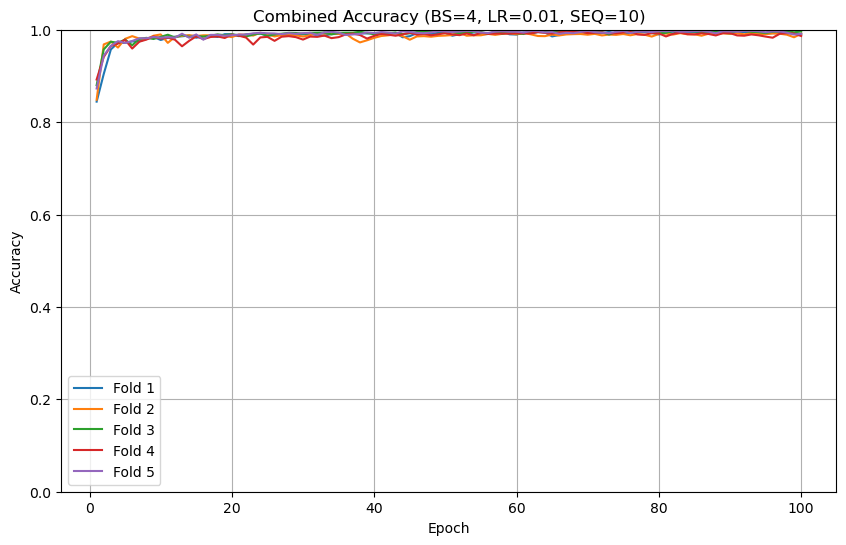 Combined Accuracy (BS=4, LR=0.01, SEQ=10)
1.0
0.8
0.6
0.4
0.2
0.0
Accuracy
Fold 1
Fold 2
Fold 3
Fold 4
Fold 5
0 20 40 60 80 100
Epoch